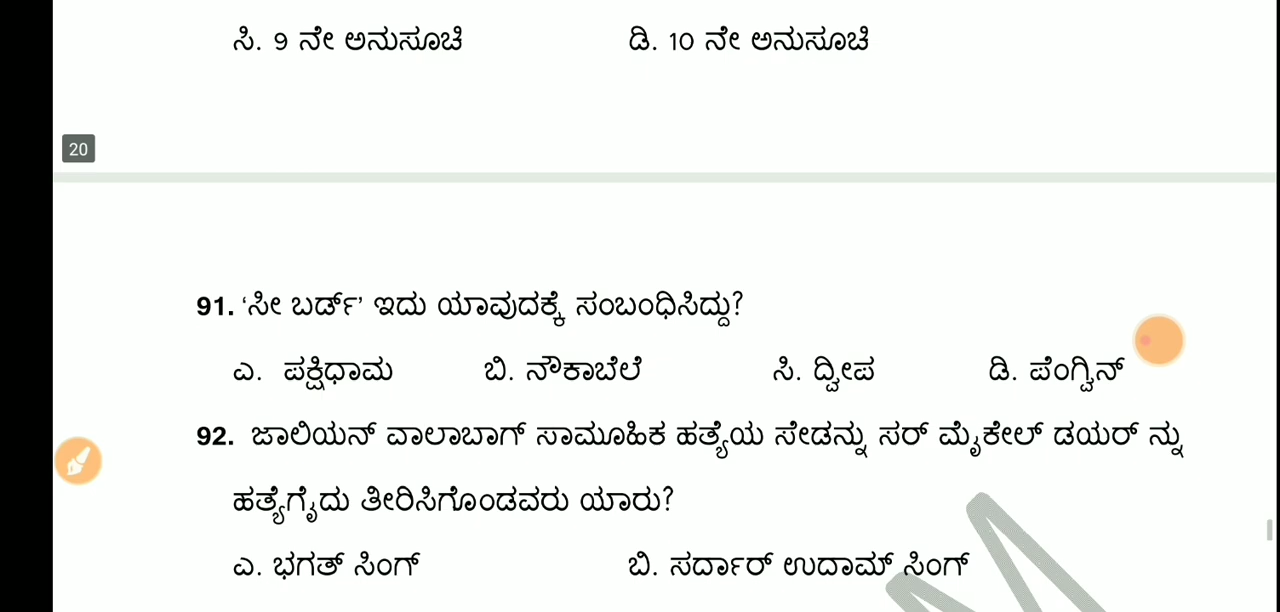 ಸಿ. 9 ನೇ ಅನುಸೂಚಿ ಡಿ. 10 ನೇ ಅನುಸೂಚಿ
20
91. ‘ಸೀ ಬರ್ಡ್’ ಇದು ಯಾವುದಕ್ಕೆ ಸಂಬಂಧಿಸಿದ್ದು?
ಎ. ಪಕ್ಷಿಧಾಮ ಬಿ. ನೌಕಾಬೆಲೆ ಸಿ. ದ್ವೀಪ ಡಿ. ಪೆಂಗ್ವಿನ್
92. ಜಾಲಿಯನ್ ವಾಲಾಬಾಗ್ ಸಾಮೂಹಿಕ ಹತ್ಯೆಯ ಸೇಡನ್ನು ಸರ್ ಮೈಕೇಲ್ ಡಯರ್ ನ್ನು
ಹತ್ಯೆಗೈದು ತೀರಿಸಿಗೊಂಡವರು ಯಾರು?
ಎ. ಭಗತ್ ಸಿಂಗ್ ಬಿ. ಸರ್ದಾರ್ ಉದಾಮ್ ಸಿಂಗ್